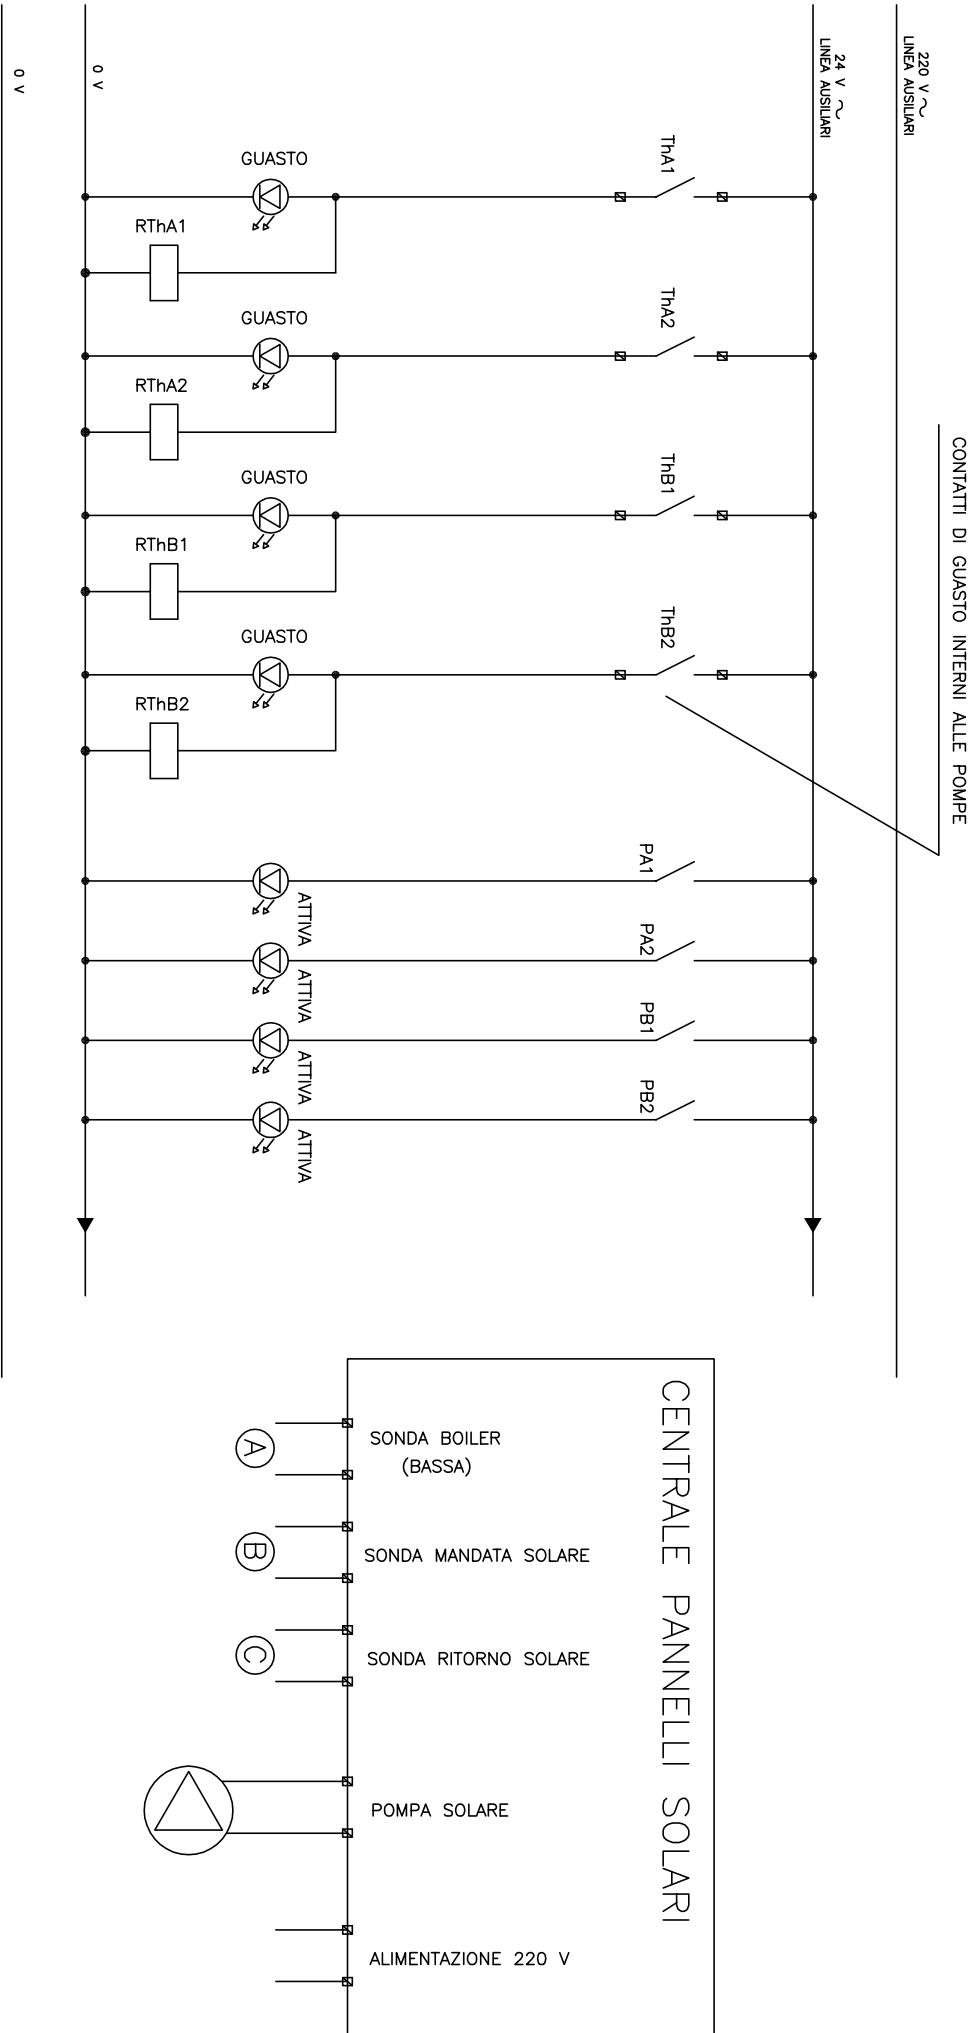 220 V
LINEA AUSILIARI
24 V
LINEA AUSILIARI
0 V
0 V
CONTATTI DI GUASTO INTERNI ALLE POMPE
ThA1
GUASTO
RThA1
ThA2
GUASTO
RThA2
ThB1
GUASTO
RThB1
ThB2
GUASTO
RThB2
PA1
ATTIVA
PA2
ATTIVA
PB1
ATTIVA
PB2
ATTIVA
CENTRALE PANNELLI SOLARI
SONDA BOILER
(BASSA)
A
SONDA MANDATA SOLARE
B
SONDA RITORNO SOLARE
C
POMPA SOLARE
ALIMENTAZIONE 220 V